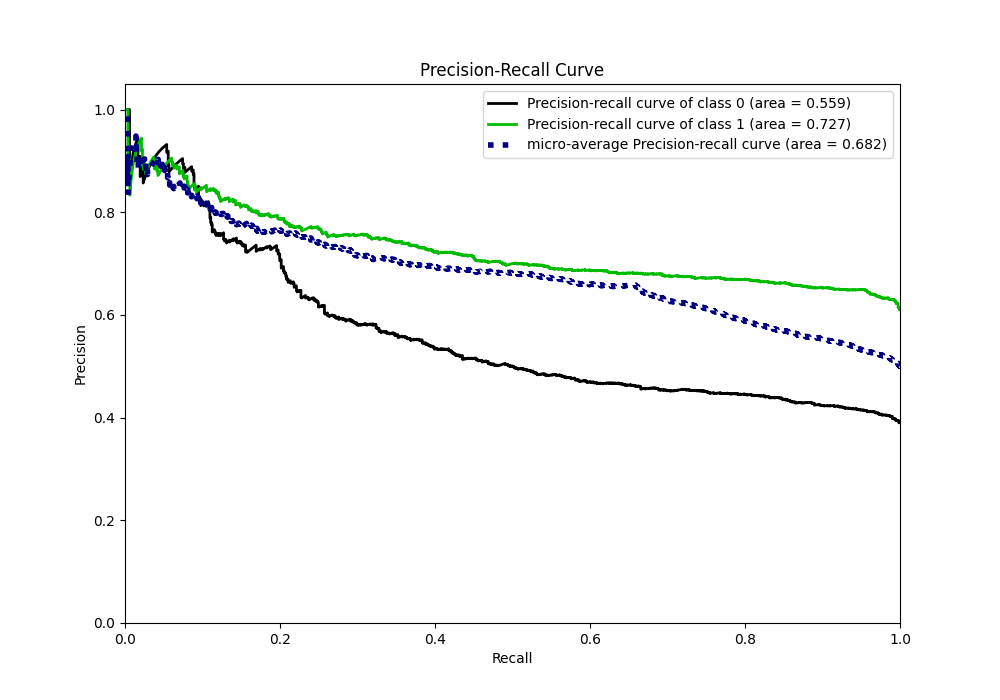 Precision-Recall Curve
Precision-recall curve of class 0 (area = 0.559)
Precision-recall curve of class 1 (area = 0.727)
micro-average Precision-recall curve (area = 0.682)
1.0
0.8
0.6
0.4
0.2
0.0
Precision
0.0 0.2 0.4 0.6 0.8 1.0
Recall